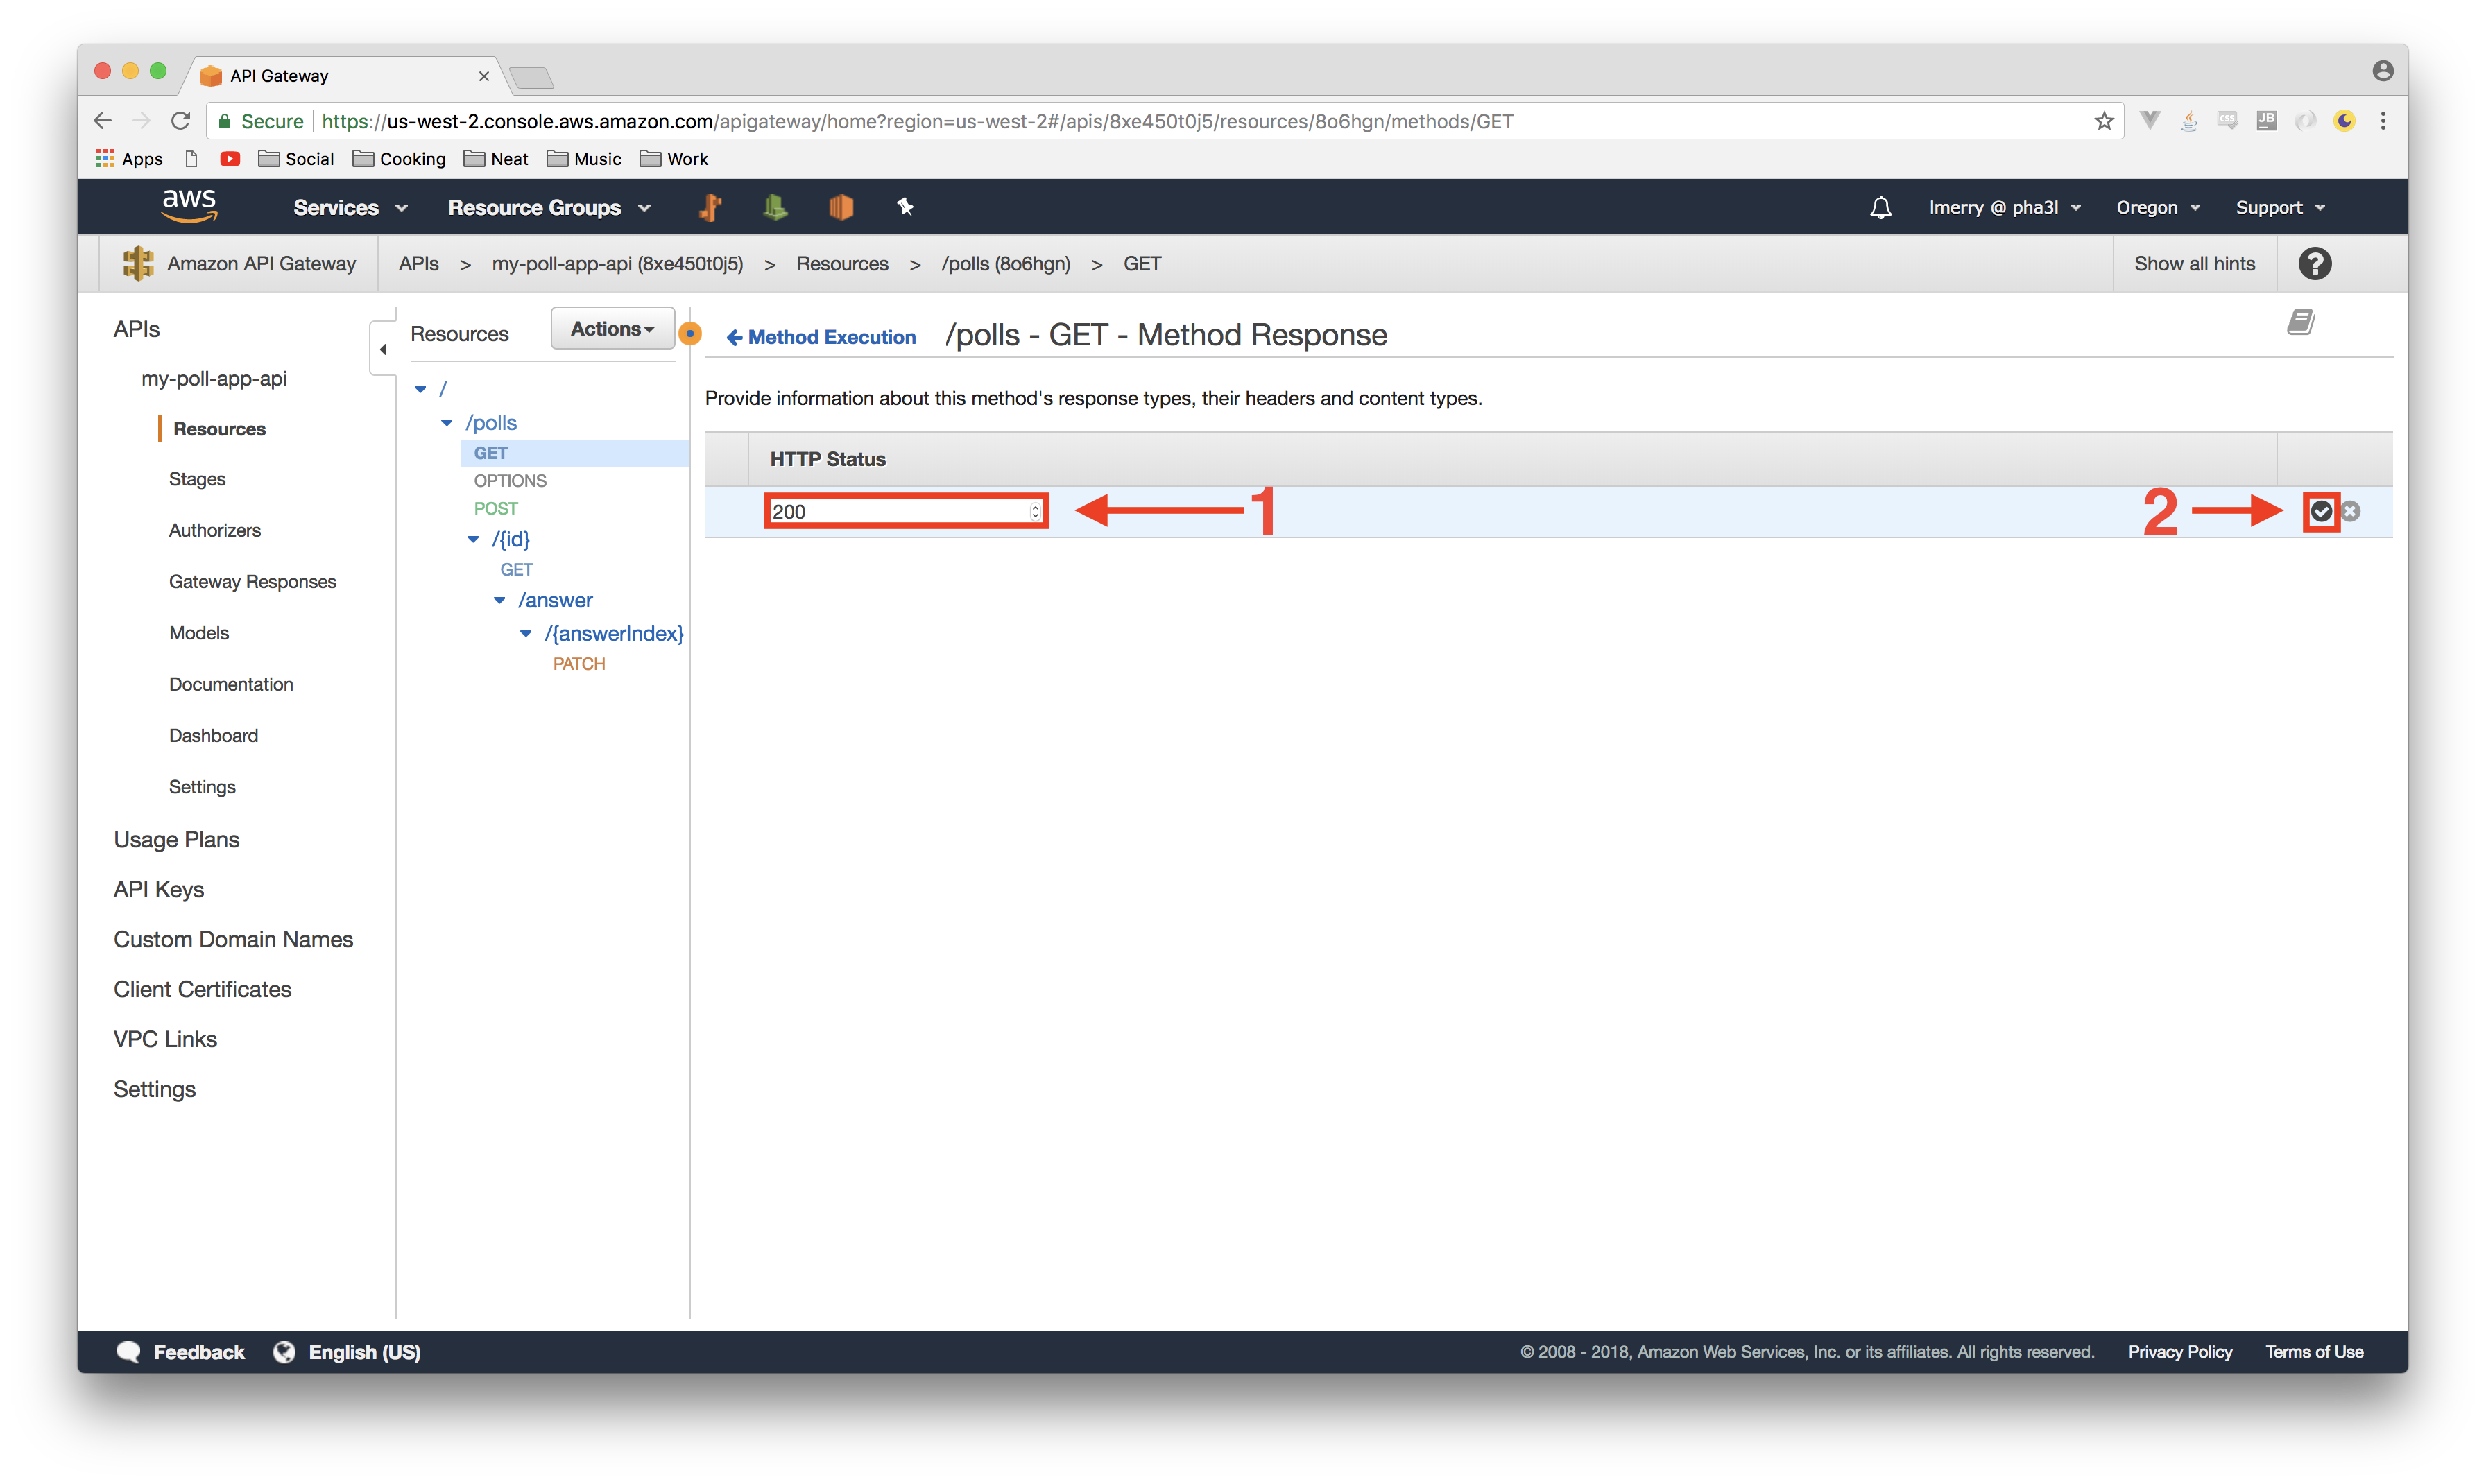 API Gateway
Secure https://us-west-2.console.aws.amazon.com/apigateway/home?region=us-west-2#/apis/8xe450t0j5/resources/8o6hgn/methods/GET
CSS JB
Apps Social Cooking Neat Music Work
aws Services Resource Groups lmerry @ pha3l Oregon Support
Amazon API Gateway APIs > my-poll-app-api (8xe450t0j5) > Resources > /polls (8o6hgn) > GET Show all hints ?
APIs
my-poll-app-api
Resources
Stages
Authorizers
Gateway Responses
Models
Documentation
Dashboard
Settings
Usage Plans
API Keys
Custom Domain Names
Client Certificates
VPC Links
Settings
Resources Actions
/
/polls
GET
OPTIONS
POST
/{id}
GET
/answer
/{answerIndex}
PATCH
Method Execution /polls - GET - Method Response
Provide information about this method's response types, their headers and content types.
HTTP Status
200 1 2
Feedback English (US) © 2008 - 2018, Amazon Web Services, Inc. or its affiliates. All rights reserved. Privacy Policy Terms of Use